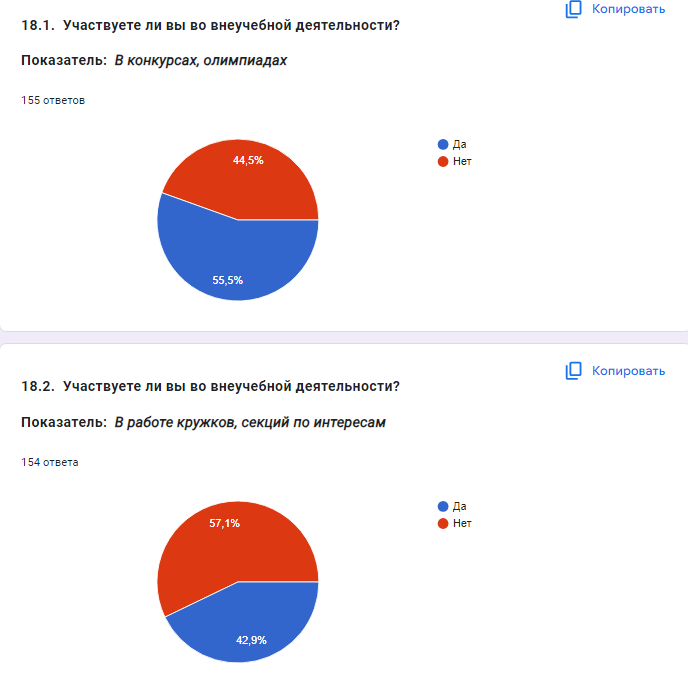 Копировать
18.1. Участвуете ли вы во внеучебной деятельности?
Показатель: В конкурсах, олимпиадах
155 ответов
Да
Нет
44,5%
55,5%
Копировать
18.2. Участвуете ли вы во внеучебной деятельности?
Показатель: В работе кружков, секций по интересам
154 ответа
Да
Нет
57,1%
42,9%